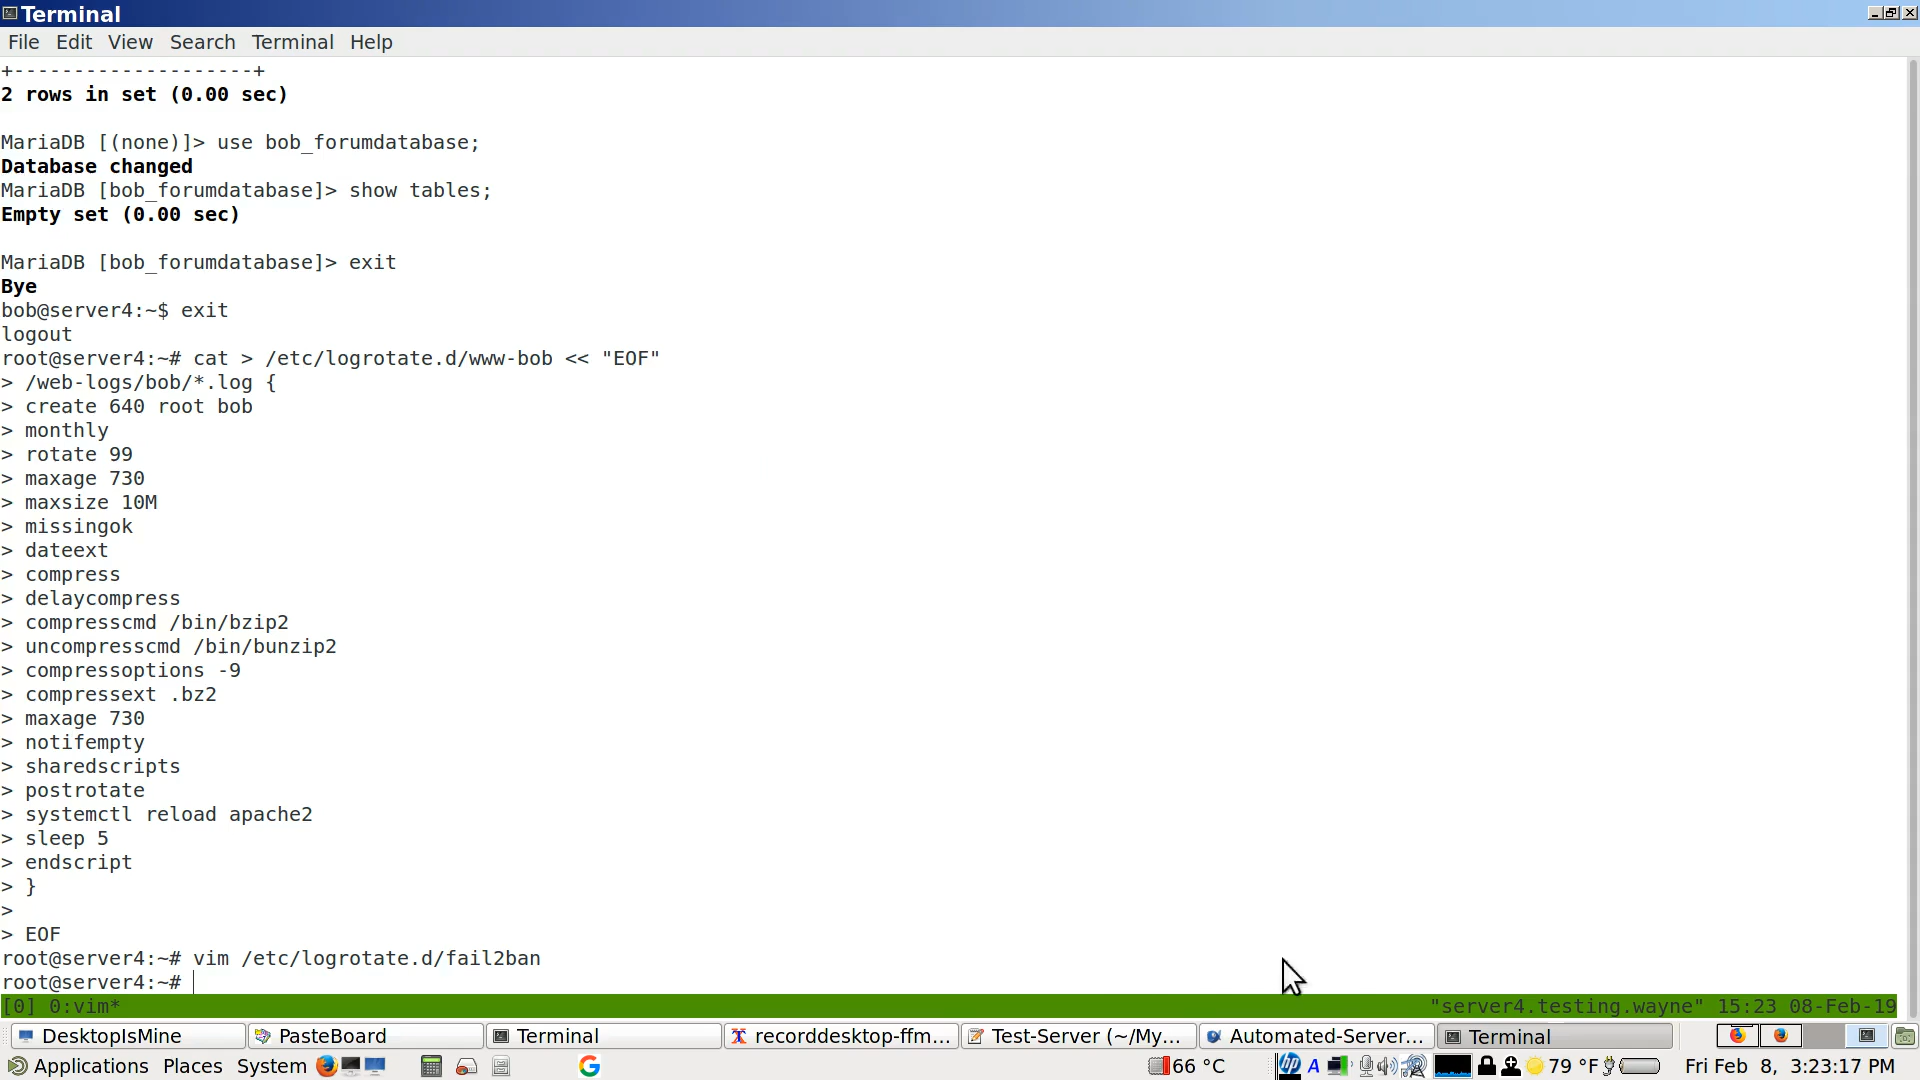 Terminal
File Edit View Search Terminal Help
+--------------------+
2 rows in set (0.00 sec)
MariaDB [(none)]> use bob_forumdatabase;
Database changed
MariaDB [bob_forumdatabase]> show tables;
Empty set (0.00 sec)
MariaDB [bob_forumdatabase]> exit
Bye
bob@server4:~$ exit
logout
root@server4:~# cat > /etc/logrotate.d/www-bob << "EOF"
> /web-logs/bob/*.log {
> create 640 root bob
> monthly
> rotate 99
> maxage 730
> maxsize 10M
> missingok
> dateext
> compress
> delaycompress
> compresscmd /bin/bzip2
> uncompresscmd /bin/bunzip2
> compressoptions -9
> compressext .bz2
> maxage 730
> notifempty
> sharedscripts
> postrotate
> systemctl reload apache2
> sleep 5
> endscript
> }
>
> EOF
root@server4:~# vim /etc/logrotate.d/fail2ban
root@server4:~#
[0] 0:vim* "server4.testing.wayne" 15:23 08-Feb-19
DesktopIsMine PasteBoard Terminal recorddesktop-ffm... Test-Server (~/My... Automated-Server... Terminal
Applications Places System G 66 °C hp A 79 °F Fri Feb 8, 3:23:17 PM